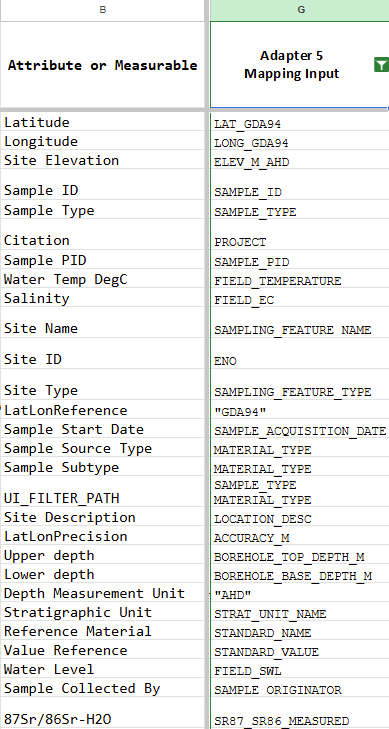 B G
Attribute or Measurable Adapter 5
Mapping Input
Latitude LAT_GDA94
Longitude LONG_GDA94
Site Elevation ELEV_M_AHD
Sample ID SAMPLE_ID
Sample Type SAMPLE_TYPE
Citation PROJECT
Sample PID SAMPLE_PID
Water Temp DegC FIELD_TEMPERATURE
Salinity FIELD_EC
Site Name SAMPLING_FEATURE_NAME
Site ID ENO
Site Type SAMPLING_FEATURE_TYPE
LatLonReference "GDA94"
Sample Start Date SAMPLE_ACQUISITION_DATE
Sample Source Type MATERIAL_TYPE
Sample Subtype MATERIAL_TYPE
SAMPLE_TYPE
UI_FILTER_PATH MATERIAL_TYPE
Site Description LOCATION_DESC
LatLonPrecision ACCURACY_M
Upper depth BOREHOLE_TOP_DEPTH_M
Lower depth BOREHOLE_BASE_DEPTH_M
Depth Measurement Unit "AHD"
Stratigraphic Unit STRAT_UNIT_NAME
Reference Material STANDARD_NAME
Value Reference STANDARD_VALUE
Water Level FIELD_SWL
Sample Collected By SAMPLE_ORIGINATOR
87Sr/86Sr-H2O SR87_SR86_MEASURED